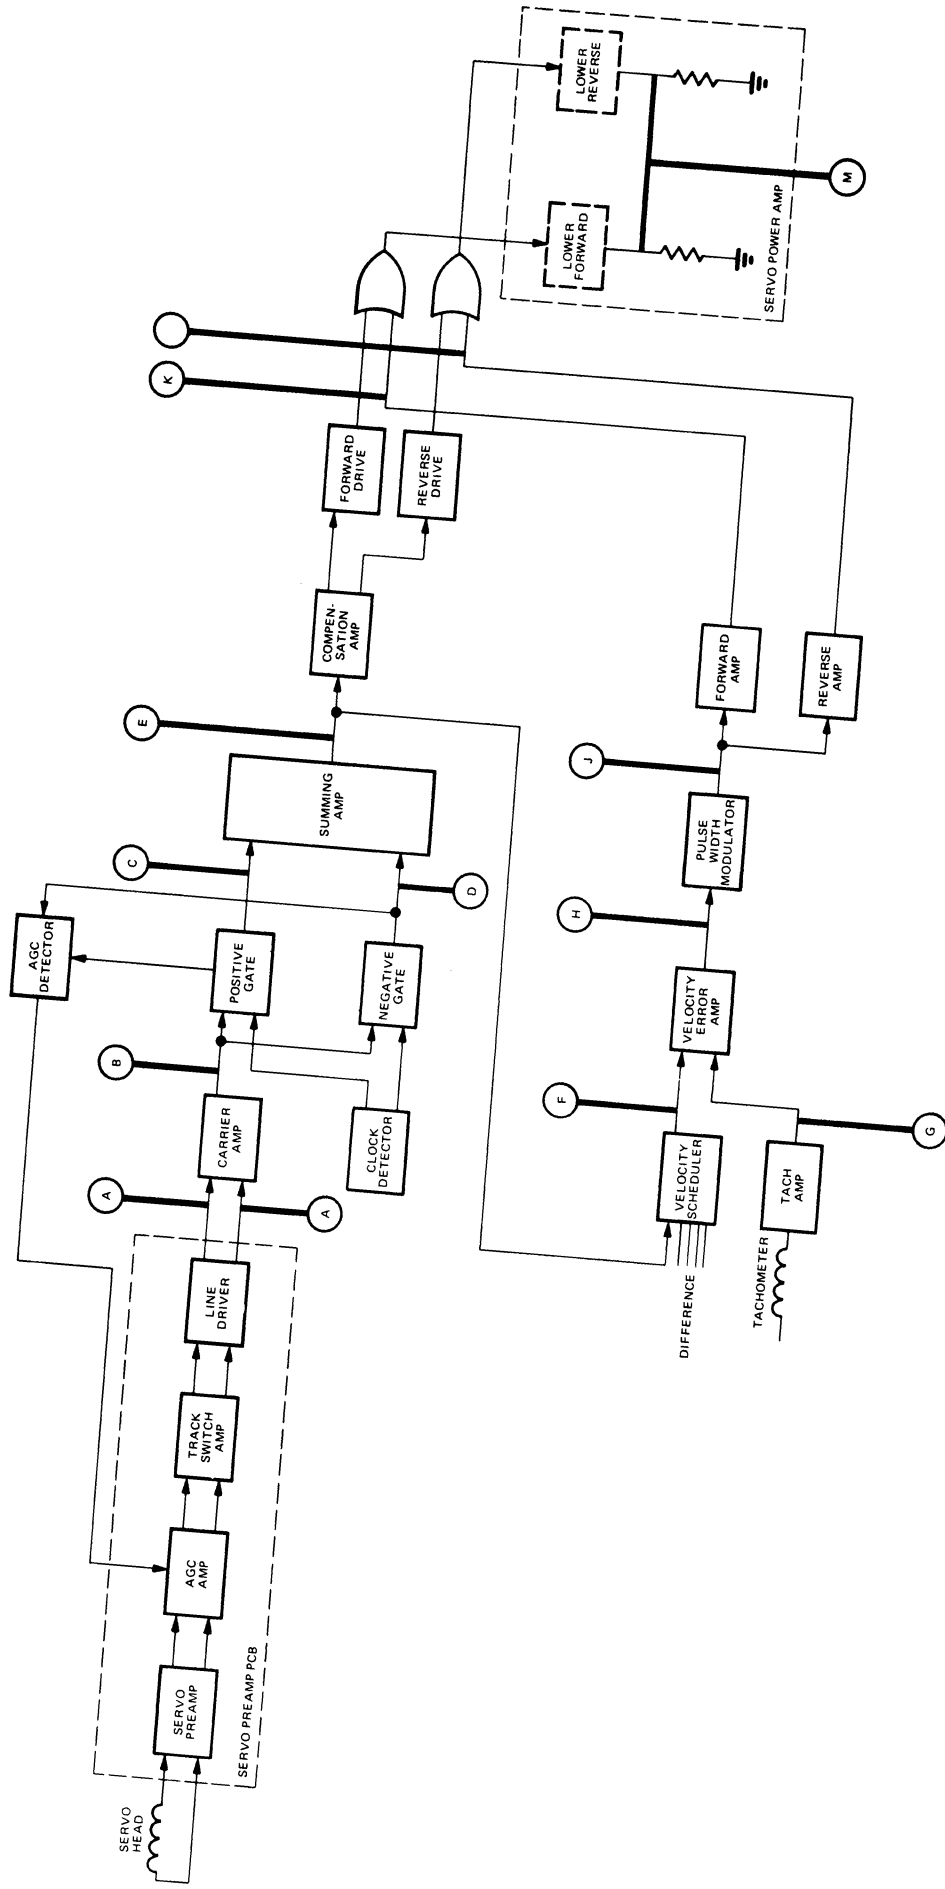 SERVO
HEAD
SERVO
PREAMP
AGC
AMP
TRACK
SWITCH
AMP
LINE
DRIVER
SERVO PREAMP PCB
A
A
CARRIER
AMP
B
AGC
DETECTOR
POSITIVE
GATE
NEGATIVE
GATE
CLOCK
DETECTOR
C
D
SUMMING
AMP
E
COMPEN-
SATION
AMP
FORWARD
DRIVE
REVERSE
DRIVE
K
LOWER
FORWARD
LOWER
REVERSE
SERVO POWER AMP
M
DIFFERENCE
VELOCITY
SCHEDULER
TACHOMETER
TACH
AMP
F
G
VELOCITY
ERROR
AMP
H
PULSE
WIDTH
MODULATOR
J
FORWARD
AMP
REVERSE
AMP